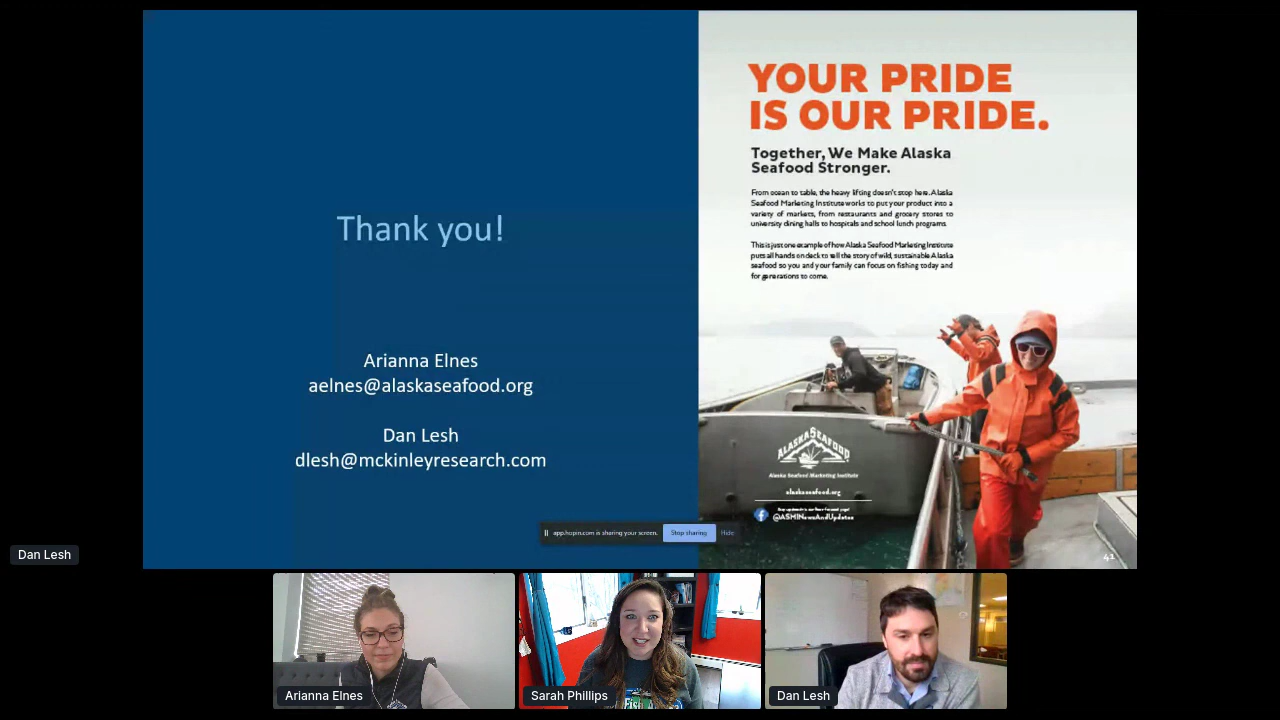 YOUR PRIDE
IS OUR PRIDE.
Together, We Make Alaska
Seafood Stronger.
From ocean to table, the heavy lifting doesn't stop here. Alaska
Seafood Marketing Institute works to put your product into a
variety of markets, from restaurants and grocery stores to
university dining halls to hospitals and school lunch programs.
This is just one example of how Alaska Seafood Marketing Institute
puts all hands on deck to tell the story of wild, sustainable Alaska
seafood so you and your family can focus on fishing today and
for generations to come.
Thank you!
Arianna Elnes
aelnes@alaskaseafood.org
Dan Lesh
dlesh@mckinleyresearch.com
ALASKA SEAFOOD
Alaska Seafood Marketing Institute
alaskaseafood.org
@ASMINewsAndUpdates
app.hopin.com is sharing your screen.
Stop sharing
Hide
41
Dan Lesh
Arianna Elnes
Sarah Phillips
Dan Lesh